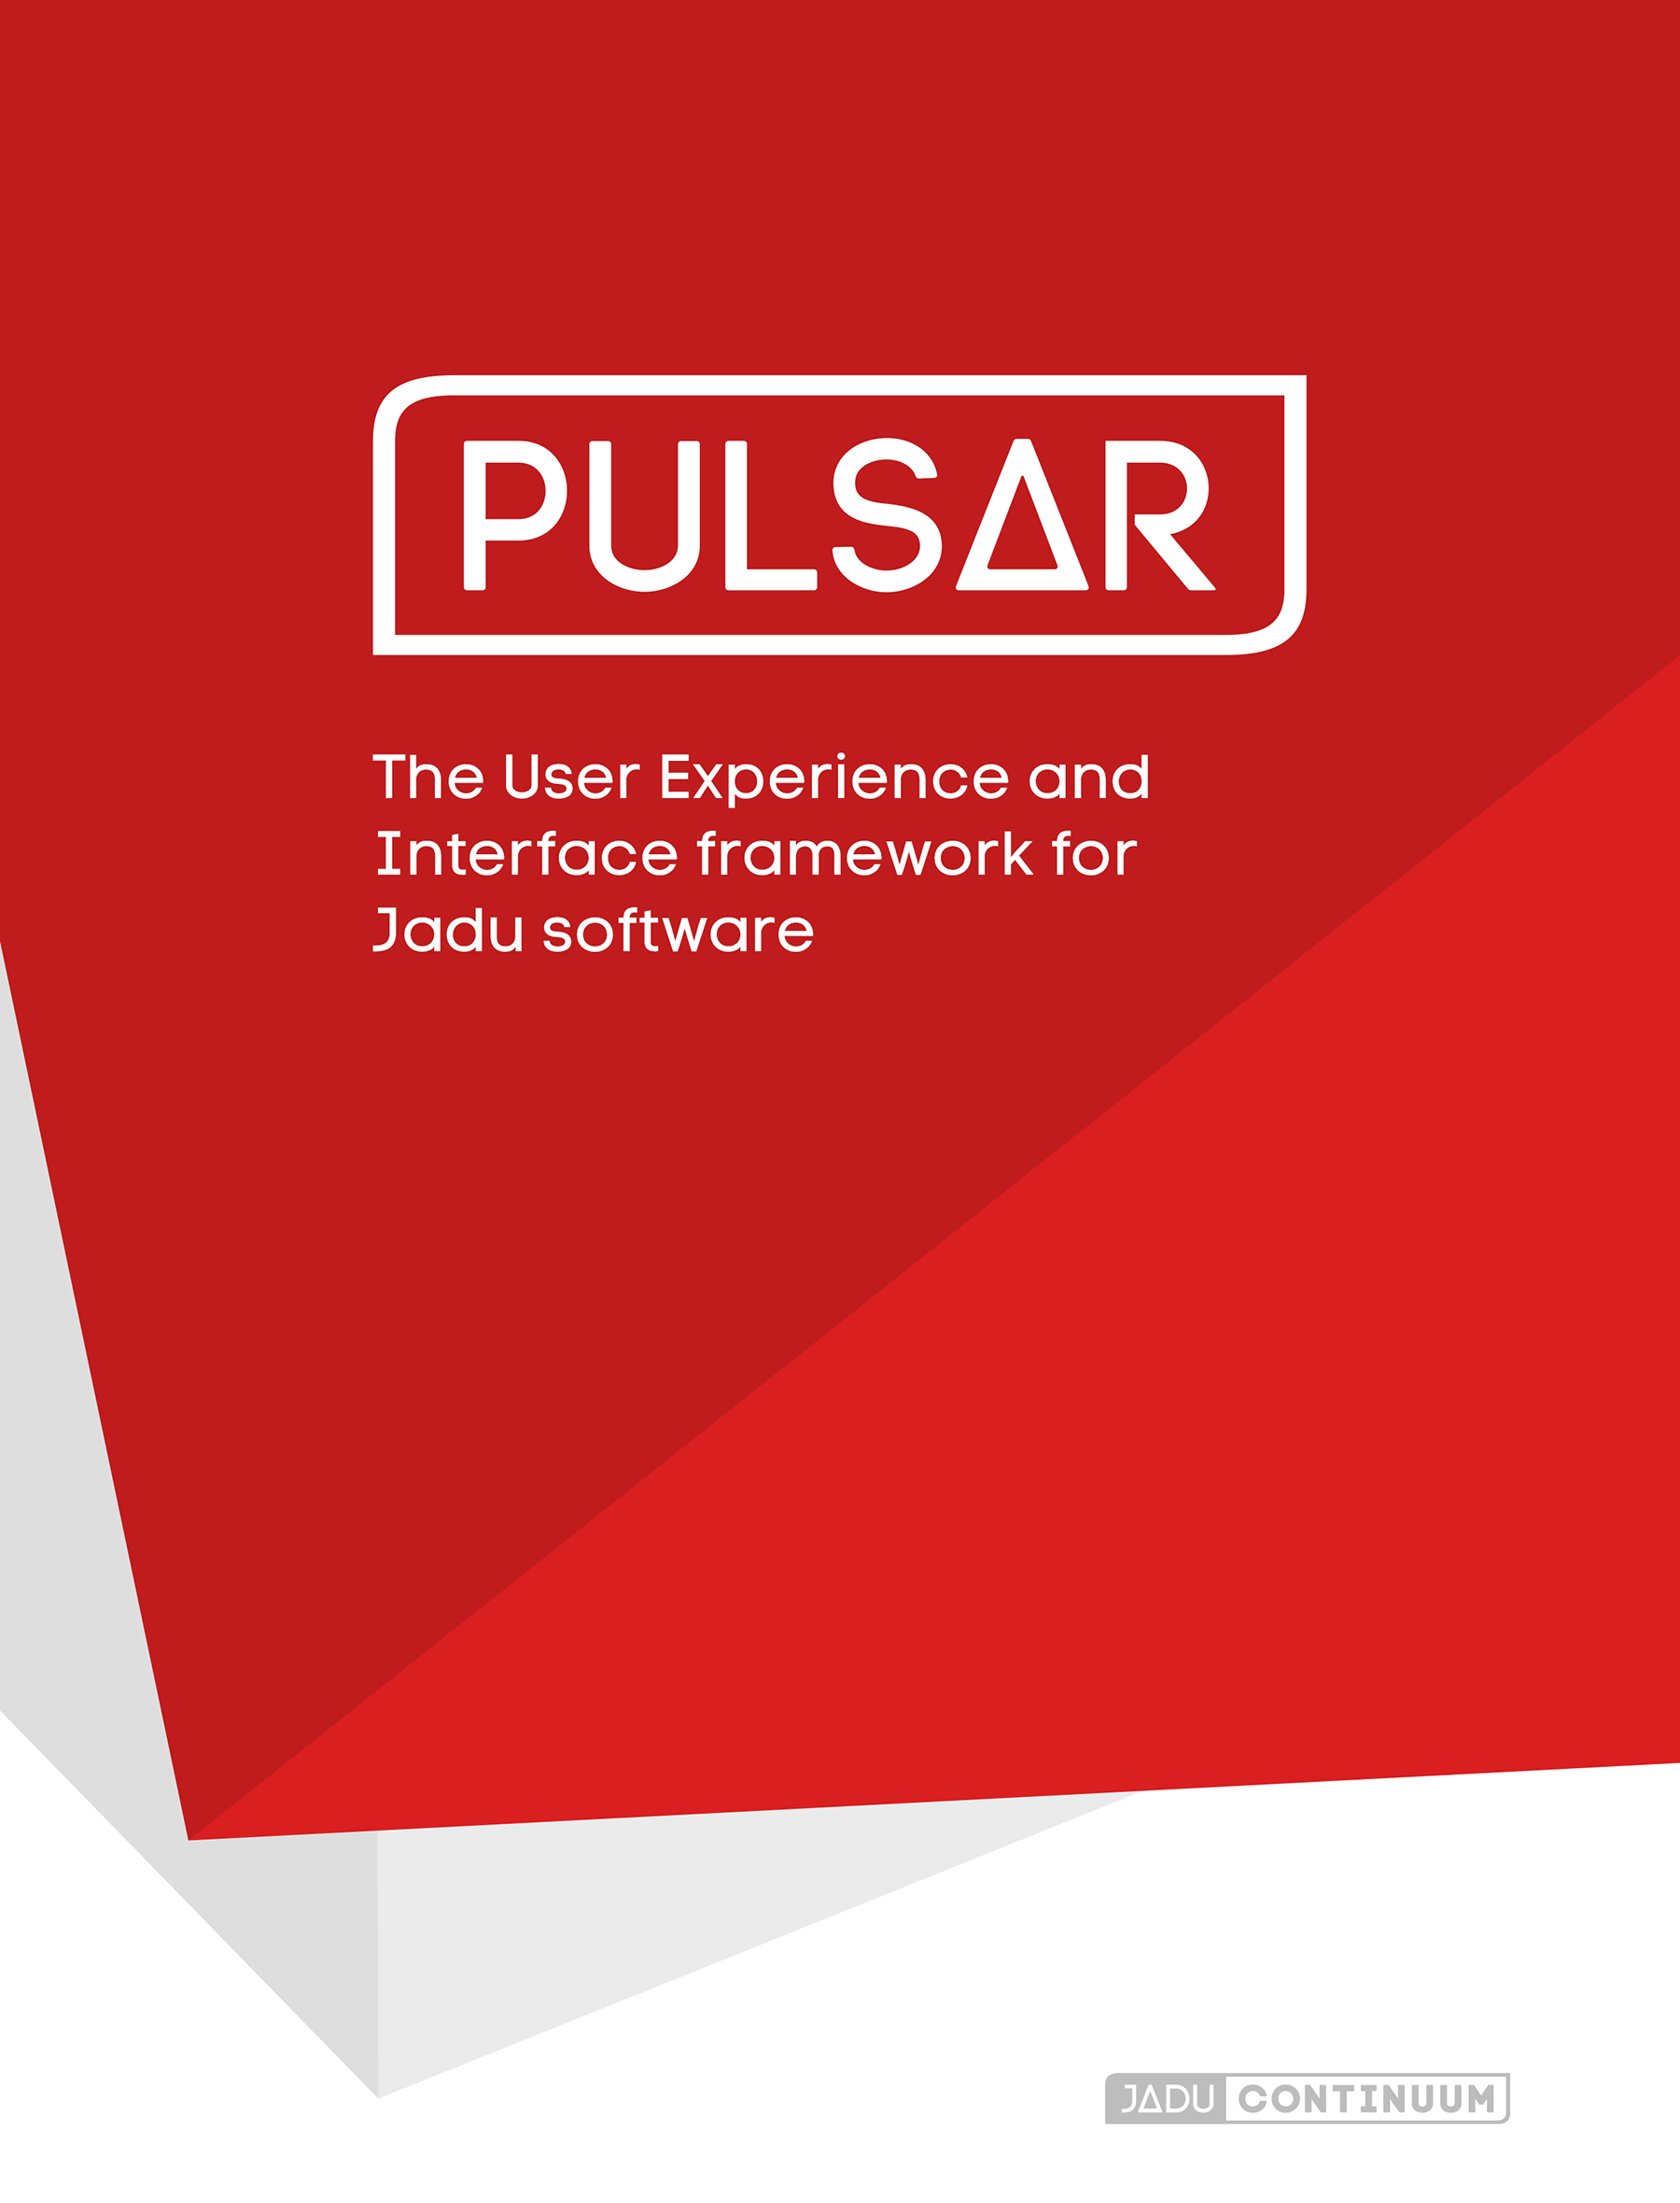 PULSAR
The User Experience and
Interface framework for
Jadu software
JADU CONTINUUM